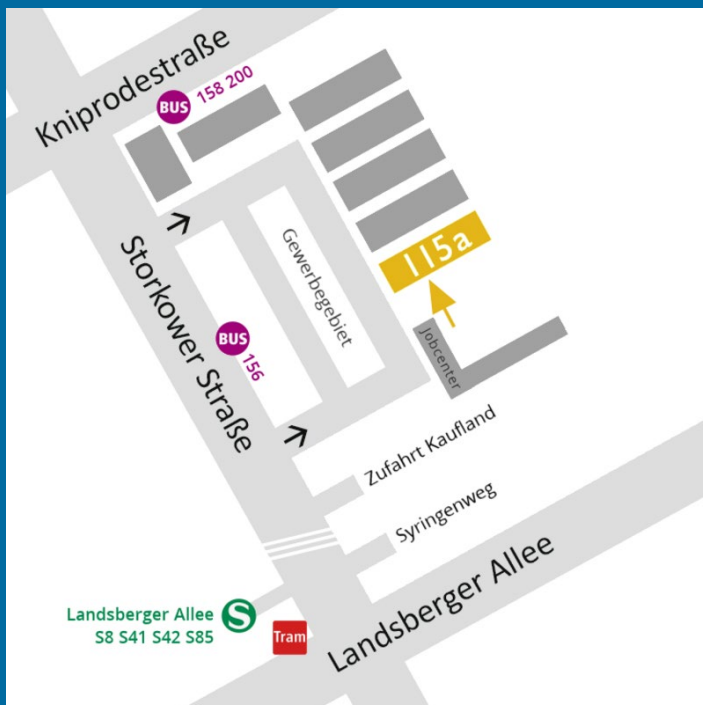 Kniprodestraße
BUS
158 200
115a
Gewerbegebiet
Storkower Straße
BUS
156
Jobcenter
Zufahrt Kaufland
Syringenweg
Landsberger Allee
Landsberger Allee
S8 S41 S42 S85
S
Tram